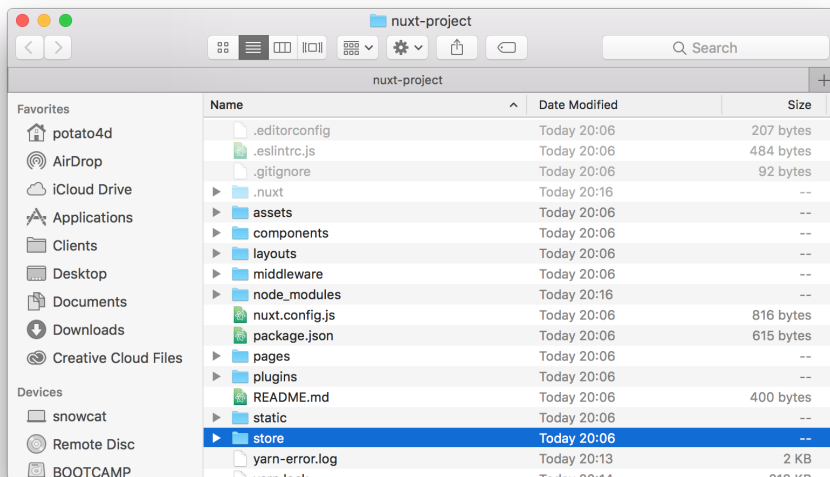 nuxt-project
Search
nuxt-project
Favorites
potato4d
AirDrop
iCloud Drive
Applications
Clients
Desktop
Documents
Downloads
Creative Cloud Files
Devices
snowcat
Remote Disc
BOOTCAMP
Name Date Modified Size
.editorconfig Today 20:06 207 bytes
.eslintrc.js Today 20:06 484 bytes
.gitignore Today 20:06 92 bytes
.nuxt Today 20:16 --
assets Today 20:06 --
components Today 20:06 --
layouts Today 20:06 --
middleware Today 20:06 --
node_modules Today 20:16 --
nuxt.config.js Today 20:06 816 bytes
package.json Today 20:06 615 bytes
pages Today 20:06 --
plugins Today 20:06 --
README.md Today 20:06 400 bytes
static Today 20:06 --
store Today 20:06 --
yarn-error.log Today 20:13 2 KB